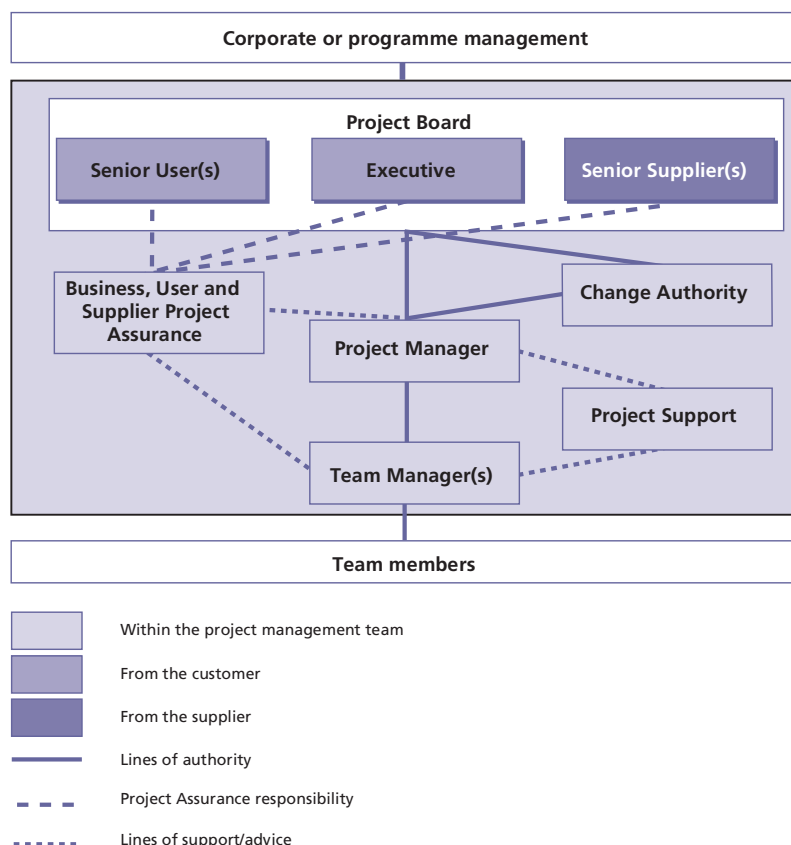 Corporate or programme management
Project Board
Senior User(s)
Executive
Senior Supplier(s)
Business, User and
Supplier Project
Assurance
Change Authority
Project Manager
Project Support
Team Manager(s)
Team members
Within the project management team
From the customer
From the supplier
Lines of authority
Project Assurance responsibility
Lines of support/advice